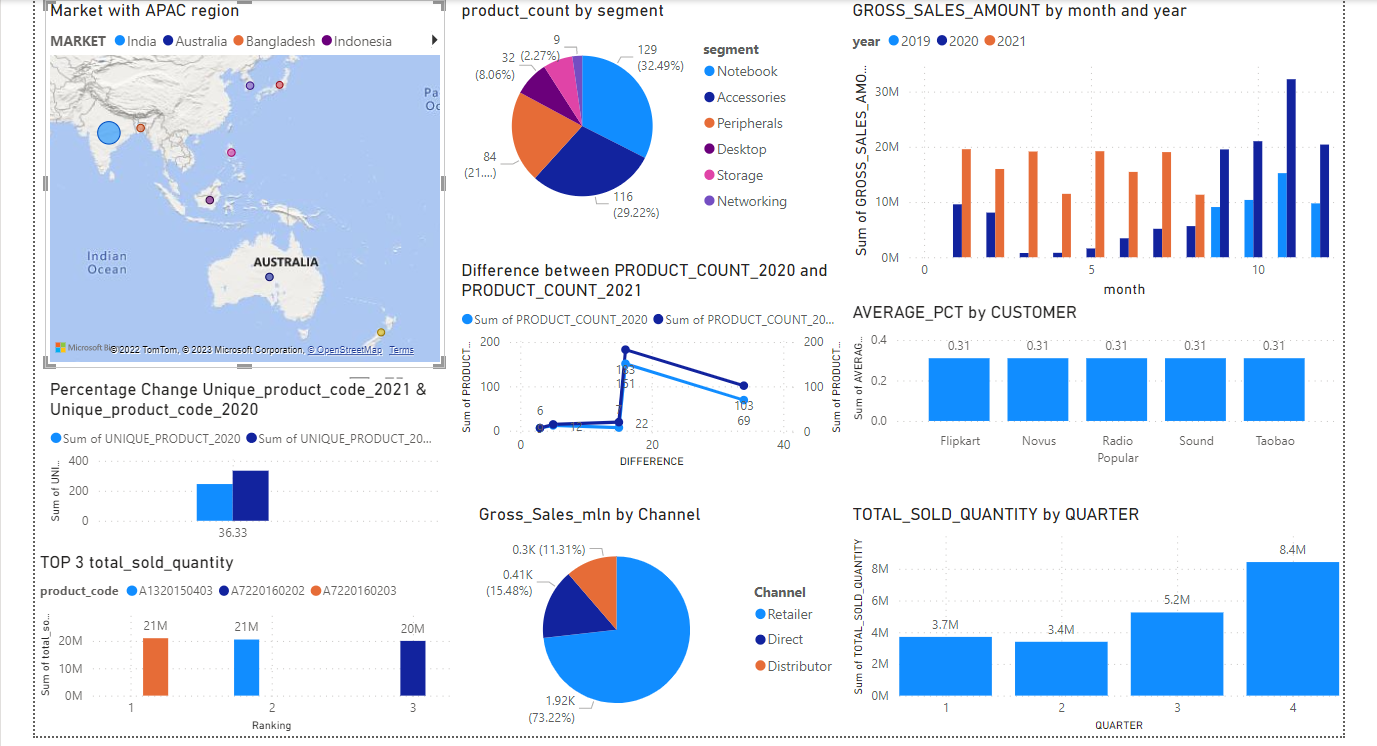 Market with APAC region
MARKET India Australia Bangladesh Indonesia
Pa
Oc
Indian
Ocean
AUSTRALIA
© 2022 TomTom, © 2023 Microsoft Corporation, © OpenStreetMap Terms
Percentage Change Unique_product_code_2021 &
Unique_product_code_2020
Sum of UNIQUE_PRODUCT_2020 Sum of UNIQUE_PRODUCT_20...
Sum of UNI...
400
200
0
36.33
TOP 3 total_sold_quantity
product_code A1320150403 A7220160202 A7220160203
Sum of total_so...
20M
10M
0M
21M
21M
20M
1
2
3
Ranking
product_count by segment
9
(2.27%)
32
(8.06%)
84
(21....)
129
(32.49%)
116
(29.22%)
segment
Notebook
Accessories
Peripherals
Desktop
Storage
Networking
Difference between PRODUCT_COUNT_2020 and
PRODUCT_COUNT_2021
Sum of PRODUCT_COUNT_2020 Sum of PRODUCT_COUNT_20...
Sum of PRODUCT...
200
100
0
6
12
151
22
103
69
200
100
0
Sum of PRODUCT...
0
20
40
DIFFERENCE
Gross_Sales_mln by Channel
0.3K (11.31%)
0.41K
(15.48%)
1.92K
(73.22%)
Channel
Retailer
Direct
Distributor
GROSS_SALES_AMOUNT by month and year
year 2019 2020 2021
Sum of GROSS_SALES_AMO...
30M
20M
10M
0M
0
5
10
month
AVERAGE_PCT by CUSTOMER
Sum of AVERAG...
0.4
0.2
0.0
0.31
0.31
0.31
0.31
0.31
Flipkart
Novus
Radio
Popular
Sound
Taobao
TOTAL_SOLD_QUANTITY by QUARTER
Sum of TOTAL_SOLD_QUANTITY
8M
6M
4M
2M
0M
3.7M
3.4M
5.2M
8.4M
1
2
3
4
QUARTER